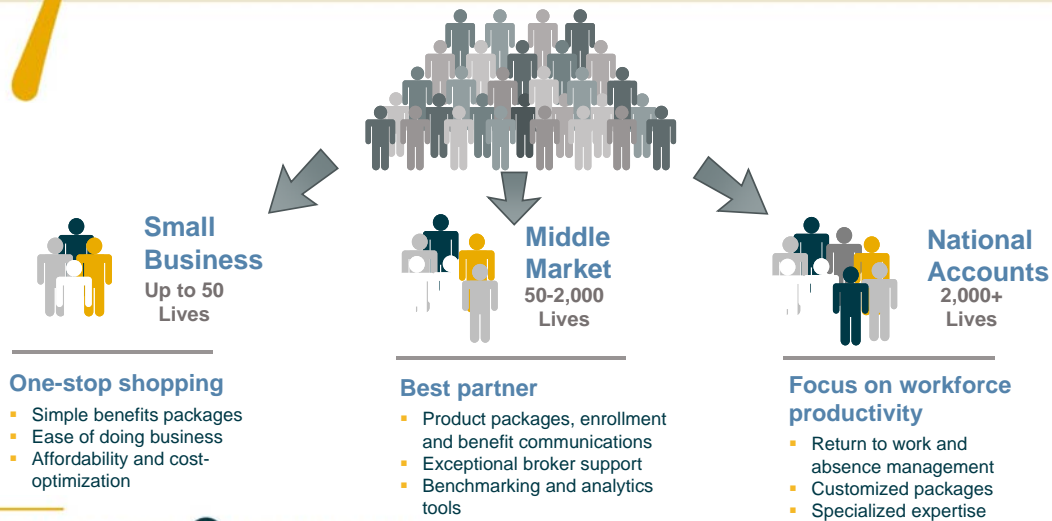 Small
Business
Up to 50
Lives
One-stop shopping
▪ Simple benefits packages
▪ Ease of doing business
▪ Affordability and cost-
optimization
Middle
Market
50-2,000
Lives
Best partner
▪ Product packages, enrollment
and benefit communications
▪ Exceptional broker support
▪ Benchmarking and analytics
tools
National
Accounts
2,000+
Lives
Focus on workforce
productivity
▪ Return to work and
absence management
▪ Customized packages
▪ Specialized expertise